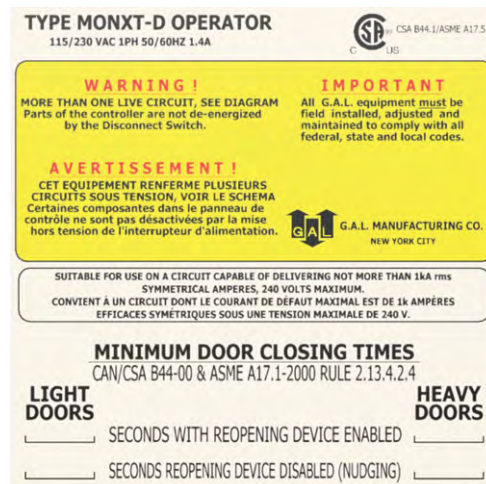 TYPE MONXT-D OPERATOR
115/230 VAC 1PH 50/60HZ 1.4A
CSA B44.1/ASME A17.5
C US
WARNING !
MORE THAN ONE LIVE CIRCUIT, SEE DIAGRAM
Parts of the controller are not de-energized
by the Disconnect Switch.
IMPORTANT
All G.A.L. equipment must be
field installed, adjusted and
maintained to comply with all
federal, state and local codes.
AVERTISSEMENT !
CET EQUIPEMENT RENFERME PLUSIEURS
CIRCUITS SOUS TENSION, VOIR LE SCHEMA
Certaines composantes dans le panneau de
contrôle ne sont pas désactivées par la mise
hors tension de l'interrupteur d'alimentation.
GAL
G.A.L. MANUFACTURING CO.
NEW YORK CITY
SUITABLE FOR USE ON A CIRCUIT CAPABLE OF DELIVERING NOT MORE THAN 1kA rms
SYMMETRICAL AMPERES, 240 VOLTS MAXIMUM.
CONVIENT À UN CIRCUIT DONT LE COURANT DE DÉFAUT MAXIMAL EST DE 1k AMPÉRES
EFFICACES SYMÉTRIQUES SOUS UNE TENSION MAXIMALE DE 240 V.
MINIMUM DOOR CLOSING TIMES
CAN/CSA B44-00 & ASME A17.1-2000 RULE 2.13.4.2.4
LIGHT
DOORS
HEAVY
DOORS
SECONDS WITH REOPENING DEVICE ENABLED
SECONDS REOPENING DEVICE DISABLED (NUDGING)